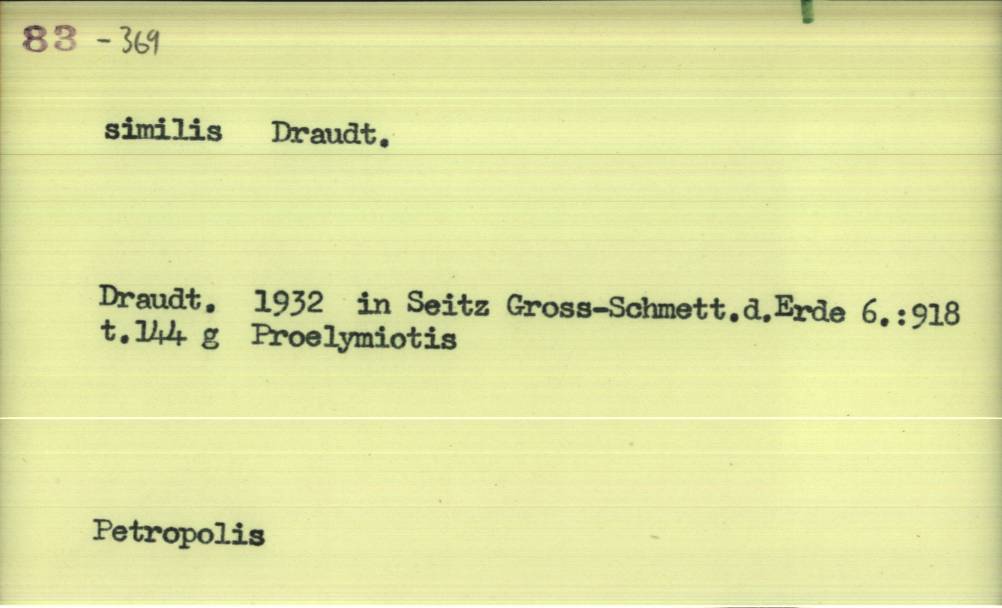 83 - 369
similis Draudt.
Draudt. 1932 in Seitz Gross-Schmett.d.Erde 6.:918
t.144 g Proelymiotis
Petropolis